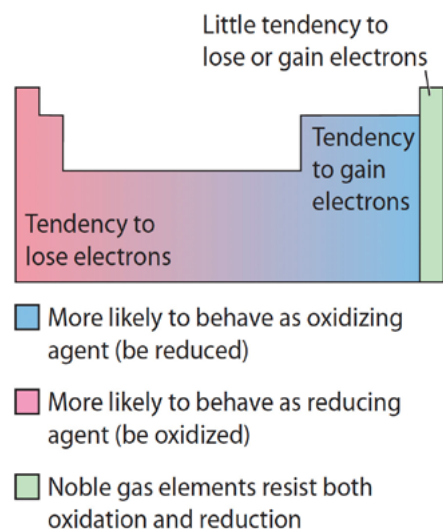 Little tendency to
lose or gain electrons
Tendency
to gain
electrons
Tendency to
lose electrons
More likely to behave as oxidizing
agent (be reduced)
More likely to behave as reducing
agent (be oxidized)
Noble gas elements resist both
oxidation and reduction